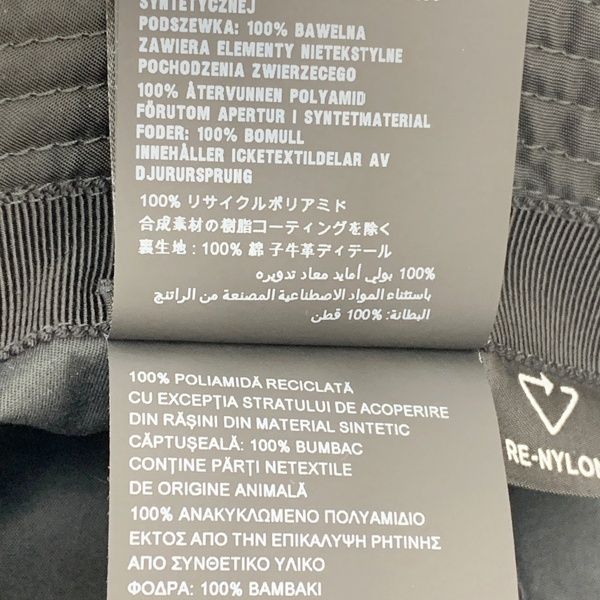 SYNTETYCZNEJ
PODSZEWKA: 100% BAWELNA
ZAWIERA ELEMENTY NIETEKSTYLNE
POCHODZENIA ZWIERZECEGO
100% ÅTERVUNNEN POLYAMID
FÖRUTOM APERTUR I SYNTETMATERIAL
FODER: 100% BOMULL
INNEHÅLLER ICKETEXTILDELAR AV
DJURURSPRUNG
100% リサイクルポリアミド
合成素材の樹脂コーティングを除く
裏生地 : 100% 綿 子牛革ディテール
100% بولي أمايد معاد تدويره
باستثناء المواد الاصطناعية المصنعة من الراتنج
البطانة: 100% قطن
100% POLIAMIDĂ RECICLATĂ
CU EXCEPȚIA STRATULUI DE ACOPERIRE
DIN RĂȘINI DIN MATERIAL SINTETIC
CĂPTUȘEALĂ: 100% BUMBAC
CONȚINE PĂRȚI NETEXTILE
DE ORIGINE ANIMALĂ
100% ΑΝΑΚΥΚΛΩΜΕΝΟ ΠΟΛΥΑΜΙΔΙΟ
ΕΚΤΟΣ ΑΠΟ ΤΗΝ ΕΠΙΚΑΛΥΨΗ ΡΗΤΙΝΗΣ
ΑΠΟ ΣΥΝΘΕΤΙΚΟ ΥΛΙΚΟ
ΦΟΔΡΑ: 100% ΒΑΜΒΑΚΙ
RE-NYLON